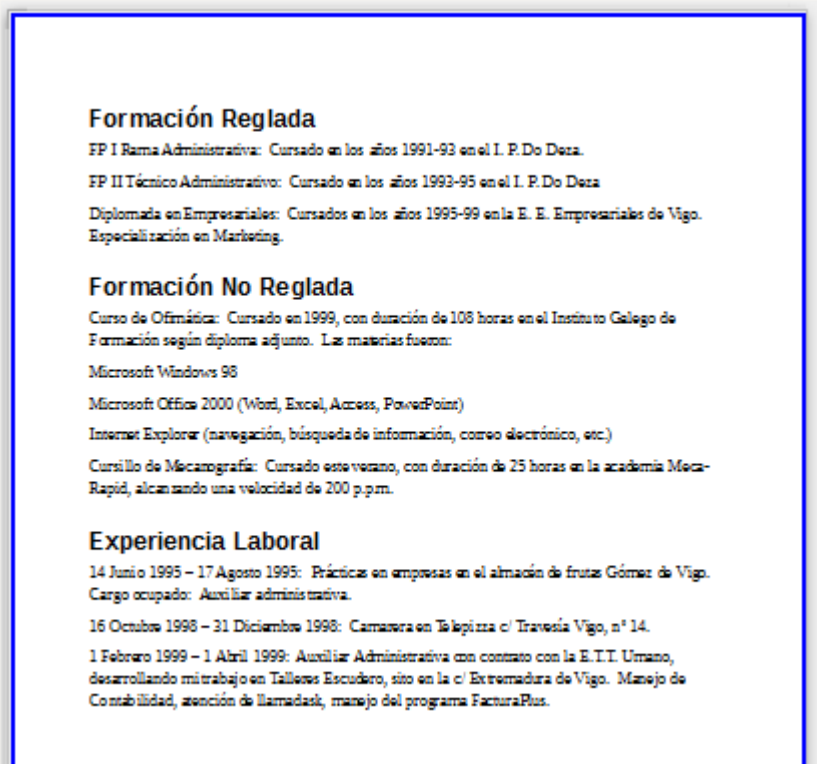 Formación Reglada
FP I Rama Administrativa: Cursado en los años 1991-93 en el I. P. Do Deza.
FP II Técnico Administrativo: Cursado en los años 1993-95 en el I. P. Do Deza
Diplomada en Empresariales: Cursados en los años 1995-99 en la E. E. Empresariales de Vigo.
Especialización en Marketing.
Formación No Reglada
Curso de Ofimática: Cursado en 1999, con duración de 108 horas en el Instituto Galego de
Formación según diploma adjunto. Las materias fueron:
Microsoft Windows 98
Microsoft Office 2000 (Word, Excel, Access, PowerPoint)
Internet Explorer (navegación, búsqueda de información, correo electrónico, etc.)
Cursillo de Mecanografía: Cursado este verano, con duración de 25 horas en la academia Meca-
Rapid, alcanzando una velocidad de 200 p.p.m.
Experiencia Laboral
14 Junio 1995 – 17 Agosto 1995: Prácticas en empresas en el almacén de frutas Gómez de Vigo.
Cargo ocupado: Auxiliar administrativa.
16 Octubre 1998 – 31 Diciembre 1998: Camarera en Telepizza c/ Travesía Vigo, nº 14.
1 Febrero 1999 – 1 Abril 1999: Auxiliar Administrativa con contrato con la E.T.T. Umano,
desarrollando mi trabajo en Talleres Escudero, sito en la c/ Extremadura de Vigo. Manejo de
Contabilidad, atención de llamadask, manejo del programa FacturaPlus.